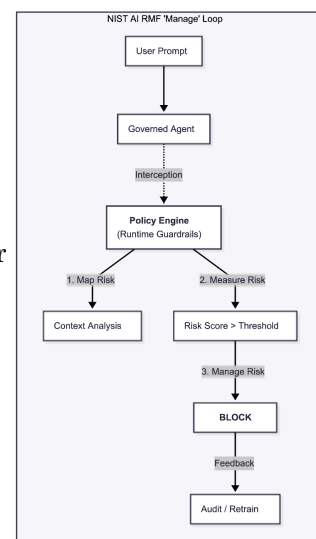 NIST AI RMF 'Manage' Loop
User Prompt
Governed Agent
Interception
Policy Engine
(Runtime Guardrails)
1. Map Risk
2. Measure Risk
Context Analysis
Risk Score > Threshold
3. Manage Risk
BLOCK
Feedback
Audit / Retrain
r